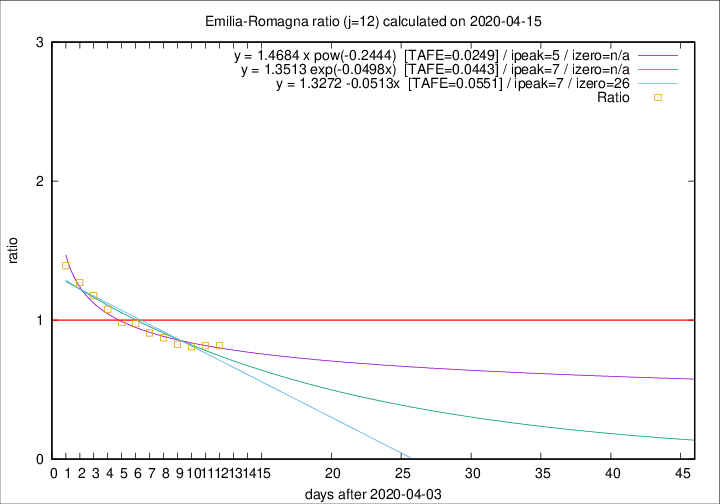 Emilia-Romagna ratio (j=12) calculated on 2020-04-15
y = 1.4684 x pow(-0.2444) [TAFE=0.0249] / ipeak=5 / izero=n/a
y = 1.3513 exp(-0.0498x) [TAFE=0.0443] / ipeak=7 / izero=n/a
y = 1.3272 -0.0513x [TAFE=0.0551] / ipeak=7 / izero=26
Ratio
3
2
1
0
ratio
0 1 2 3 4 5 6 7 8 9 10 11 12 13 14 15 20 25 30 35 40 45
days after 2020-04-03